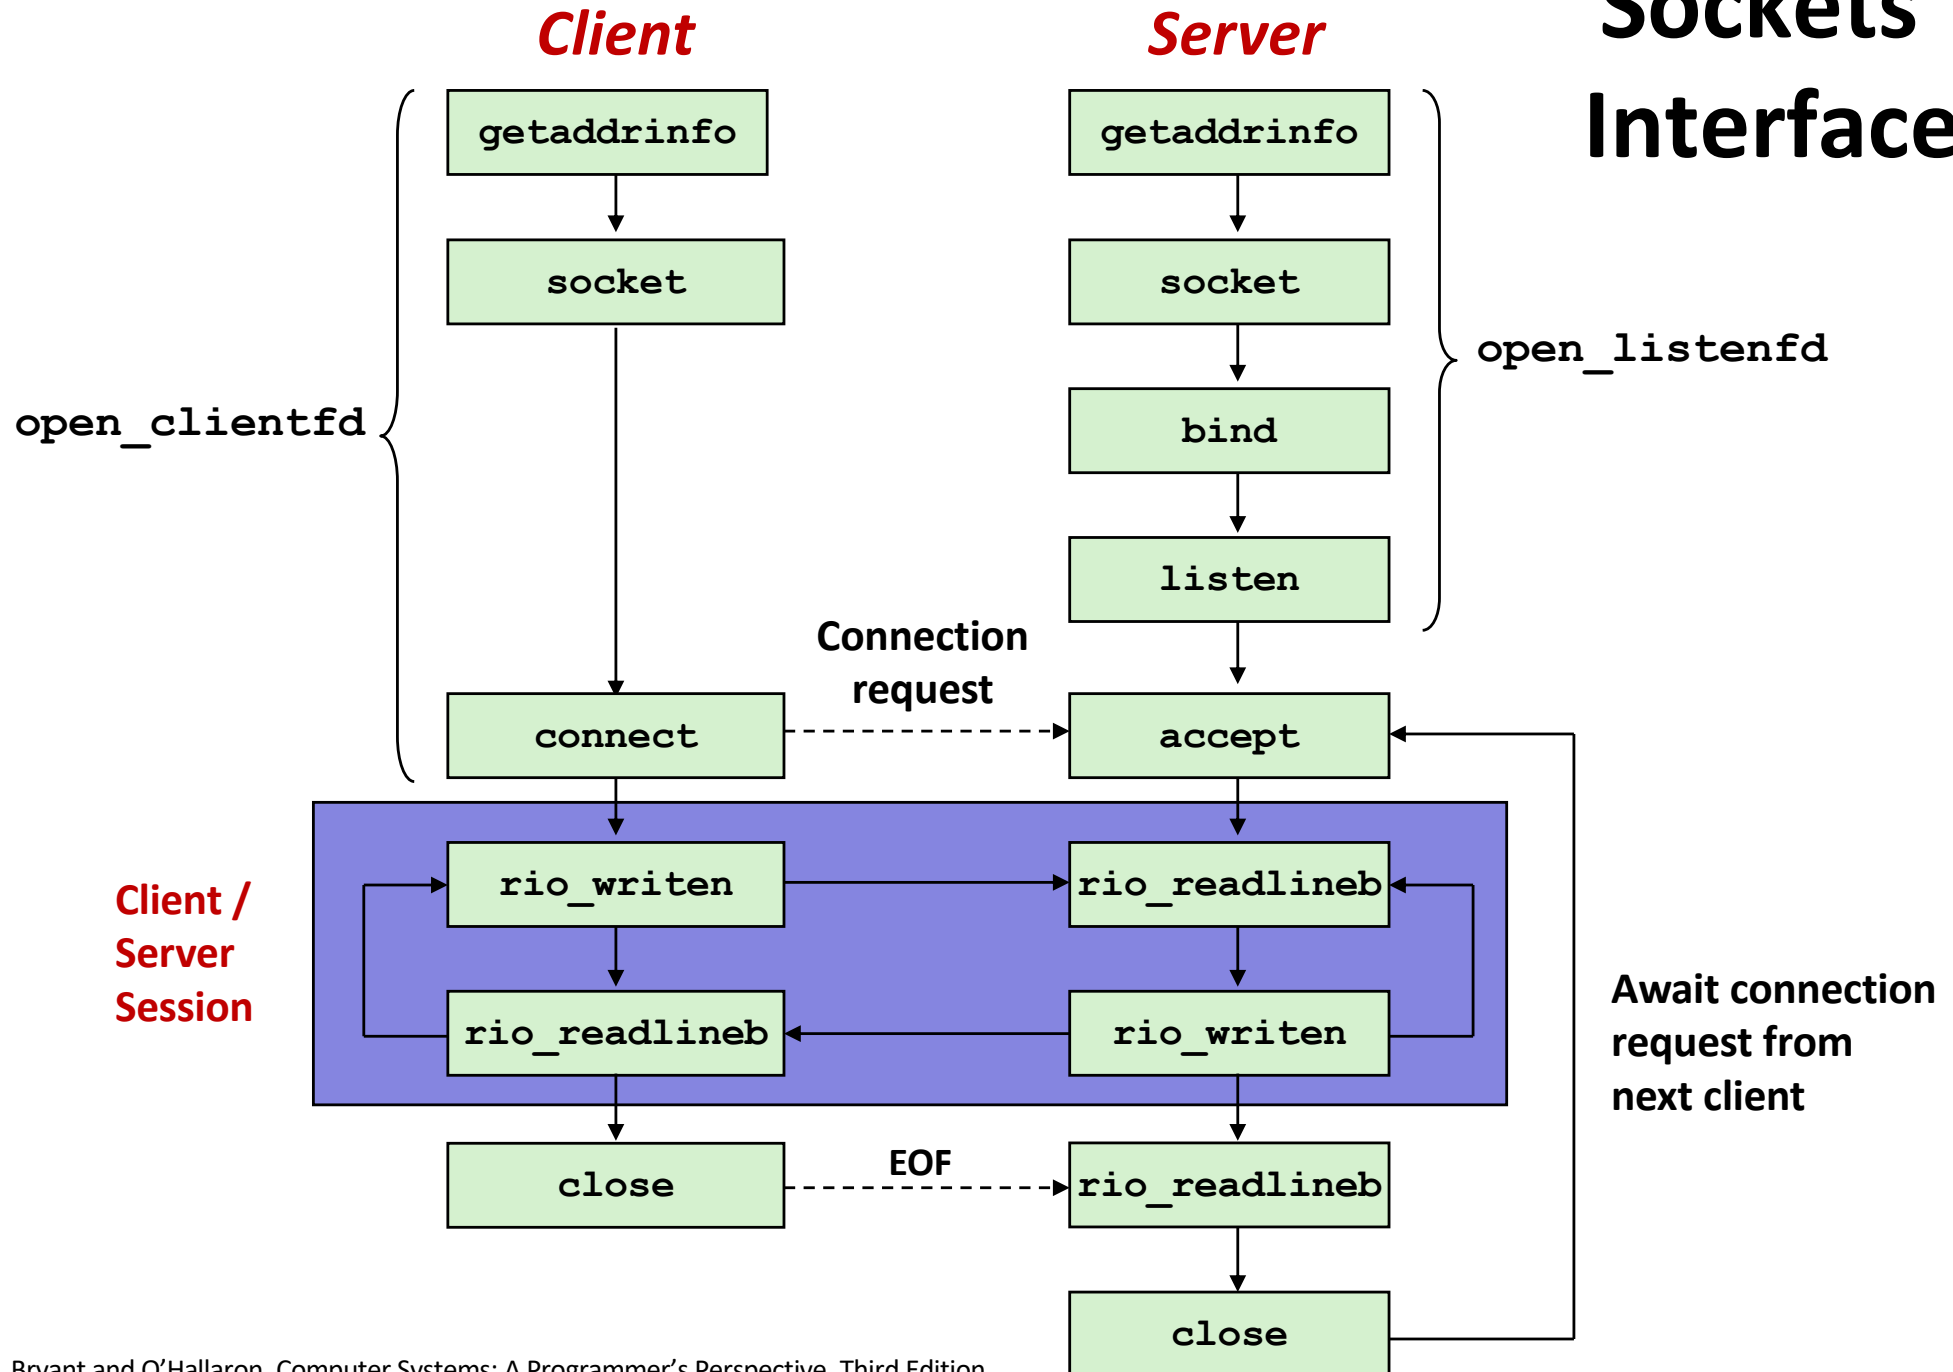 Sockets
Interface
Client
Server
getaddrinfo
getaddrinfo
socket
socket
open_listenfd
bind
open_clientfd
listen
Connection
request
connect
accept
Client /
Server
Session
rio_writen
rio_readlineb
rio_readlineb
rio_writen
Await connection
request from
next client
close
EOF
rio_readlineb
close
Bryant and O'Hallaron, Computer Systems: A Programmer's Perspective, Third Edition